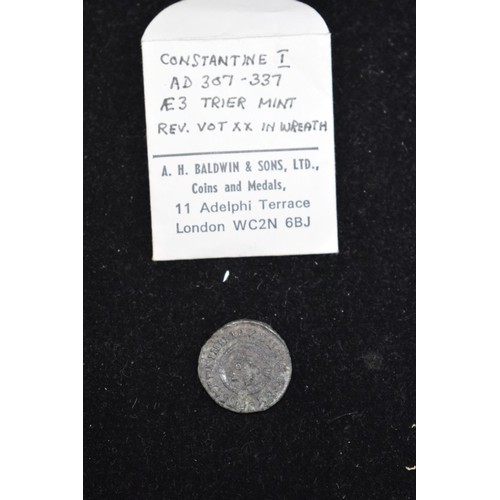 CONSTANTINE I
AD 307-337
Æ3 TRIER MINT
REV. VOT XX IN WREATH
A. H. BALDWIN & SONS, LTD.,
Coins and Medals,
11 Adelphi Terrace
London WC2N 6BJ